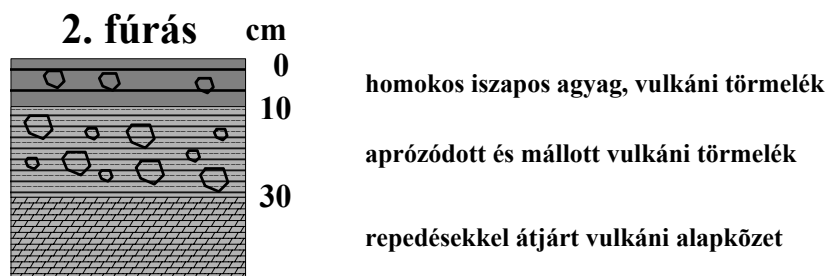 2. fúrás cm
0
homokos iszapos agyag, vulkáni törmelék
10
aprózódott és mállott vulkáni törmelék
30
repedésekkel átjárt vulkáni alapkõzet